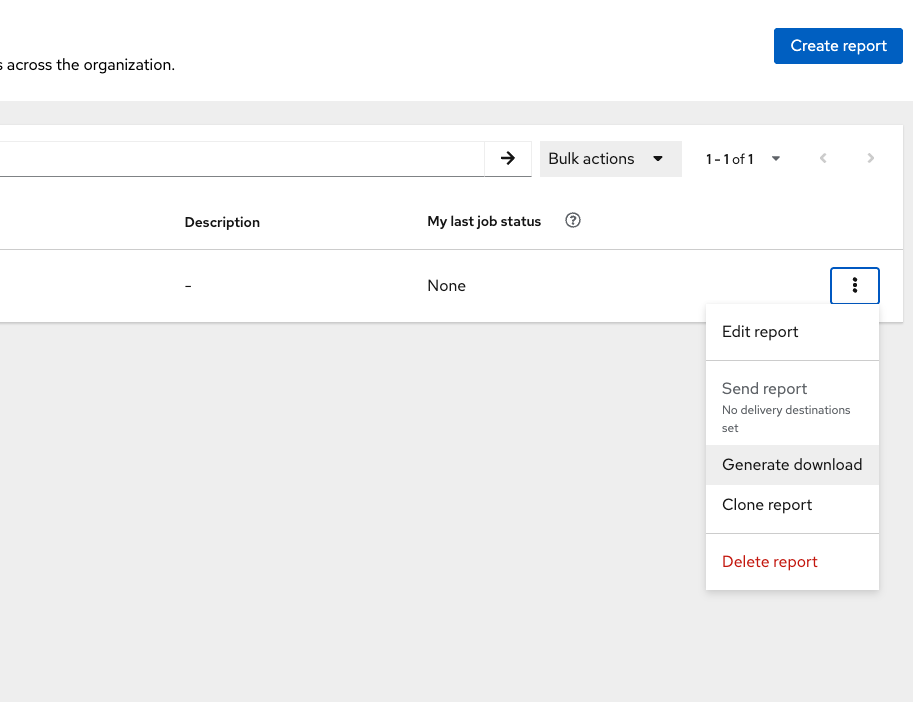 Create report
s across the organization.
Bulk actions
1 - 1 of 1
Description
My last job status
-
None
Edit report
Send report
No delivery destinations
set
Generate download
Clone report
Delete report